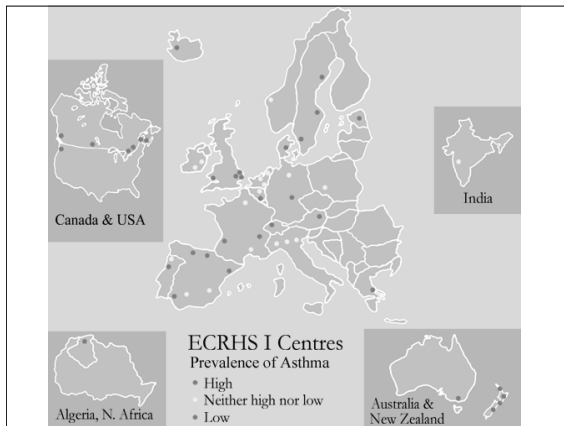 Canada & USA
India
ECRHS I Centres
Prevalence of Asthma
High
Neither high nor low
Low
Algeria, N. Africa
Australia &
New Zealand